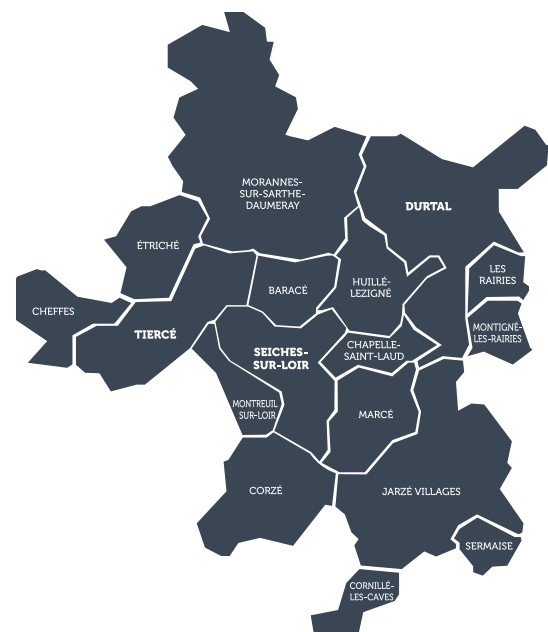 MORANNES-
SUR-SARTHE-
DAUMERAY
DURTAL
ÉTRICHÉ
LES
RAIRIES
HUILLÉ-
LEZIGNÉ
BARACÉ
CHEFFES
TIERCÉ
MONTIGNÉ-
LES-RAIRIES
CHAPELLE-
SAINT-LAUD
SEICHES-
SUR-LOIR
MONTREUIL
SUR-LOIR
MARCÉ
CORZÉ
JARZÉ VILLAGES
SERMAISE
CORNILLÉ-
LES-CAVES